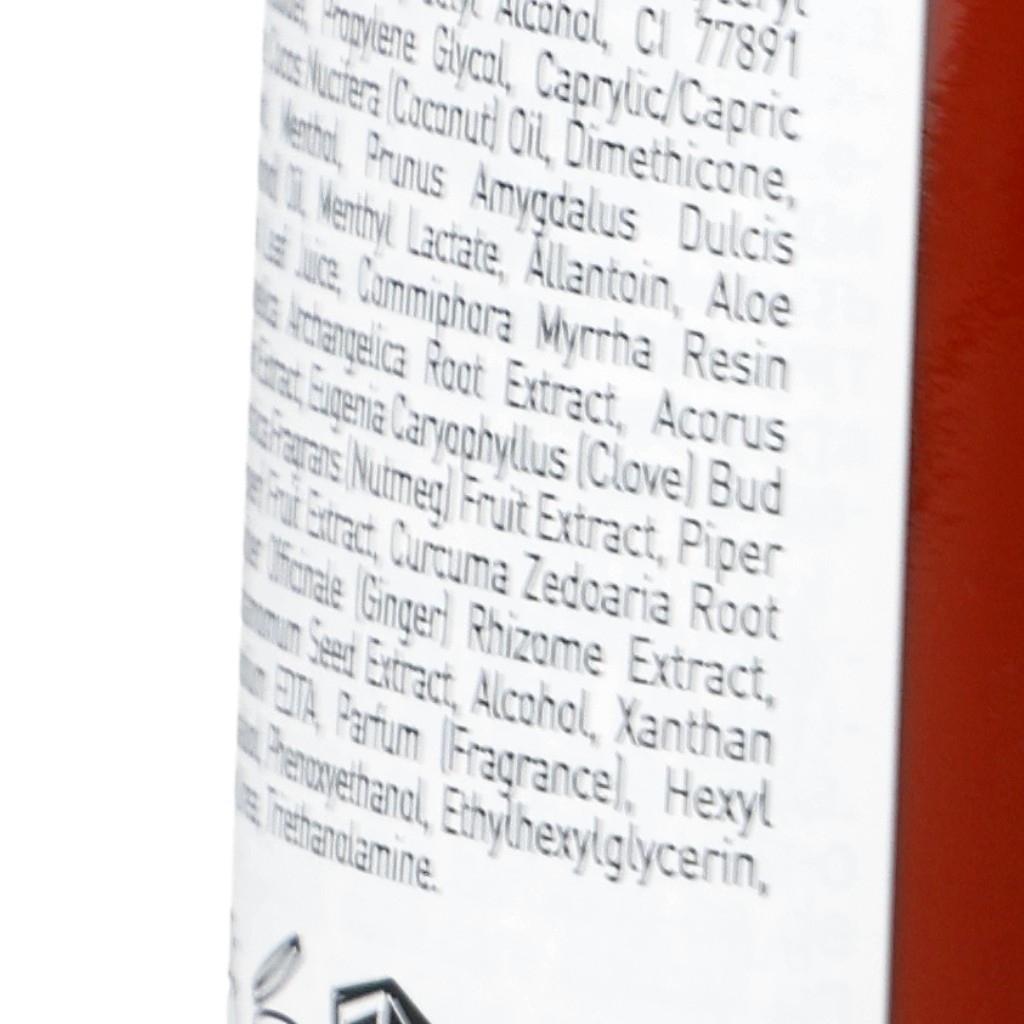 Alcohol, CI 77891
Propylene Glycol, Caprylic/Capric
Cocos Nucifera (Coconut) Oil, Dimethicone,
Menthol, Prunus Amygdalus Dulcis
Oil, Menthyl Lactate, Allantoin, Aloe
Leaf Juice, Commiphora Myrrha Resin
Archangelica Root Extract, Acorus
Extract, Eugenia Caryophyllus (Clove) Bud
Fragrans (Nutmeg) Fruit Extract, Piper
Fruit Extract, Curcuma Zedoaria Root
Officinale (Ginger) Rhizome Extract,
Seed Extract, Alcohol, Xanthan
EDTA, Parfum (Fragrance), Hexyl
Phenoxyethanol, Ethylhexylglycerin,
Triethanolamine.